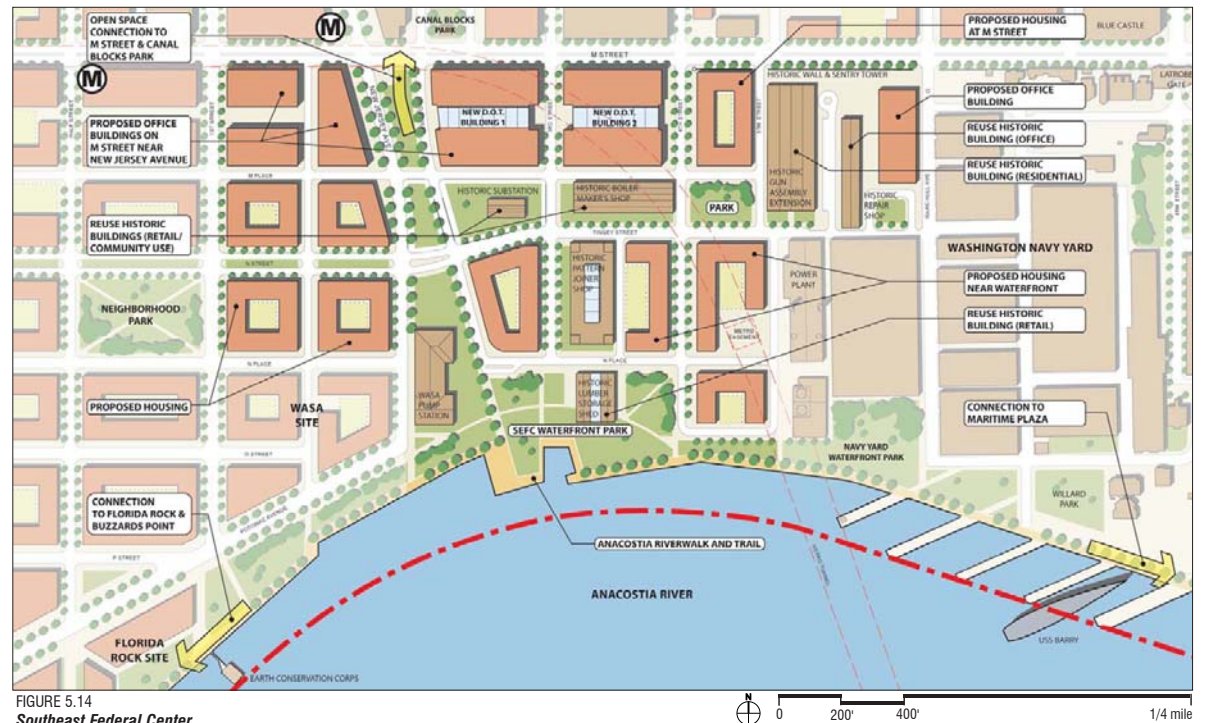 OPEN SPACE
CONNECTION TO
M STREET & CANAL
BLOCKS PARK
M
M
CANAL BLOCKS
PARK
M STREET
PROPOSED HOUSING
AT M STREET
BLUE CASTLE
HISTORIC WALL & SENTRY TOWER
LATROBE
GATE
PROPOSED OFFICE
BUILDINGS ON
M STREET NEAR
NEW JERSEY AVENUE
NEW D.O.T.
BUILDING 1
NEW D.O.T.
BUILDING 2
PROPOSED OFFICE
BUILDING
REUSE HISTORIC
BUILDING (OFFICE)
REUSE HISTORIC
BUILDING (RESIDENTIAL)
M PLACE
HISTORIC SUBSTATION
HISTORIC BOILER
MAKER'S SHOP
PARK
HISTORIC
GUN
ASSEMBLY
EXTENSION
HISTORIC
REPAIR
SHOP
REUSE HISTORIC
BUILDINGS (RETAIL/
COMMUNITY USE)
TINGEY STREET
N STREET
WASHINGTON NAVY YARD
HISTORIC
PATTERN
JOINER
SHOP
POWER
PLANT
PROPOSED HOUSING
NEAR WATERFRONT
NEIGHBORHOOD
PARK
REUSE HISTORIC
BUILDING (RETAIL)
METRO
EASEMENT
N PLACE
N PLACE
PROPOSED HOUSING
WASA
SITE
WASA
PUMP
STATION
HISTORIC
LUMBER
STORAGE
SHED
CONNECTION TO
MARITIME PLAZA
SEFC WATERFRONT PARK
O STREET
NAVY YARD
WATERFRONT PARK
CONNECTION
TO FLORIDA ROCK &
BUZZARDS POINT
POTOMAC AVENUE
WILLARD
PARK
P STREET
ANACOSTIA RIVERWALK AND TRAIL
ANACOSTIA RIVER
FLORIDA
ROCK SITE
USS BARRY
EARTH CONSERVATION CORPS
FIGURE 5.14
Southeast Federal Center
N
0 200' 400' 1/4 mile